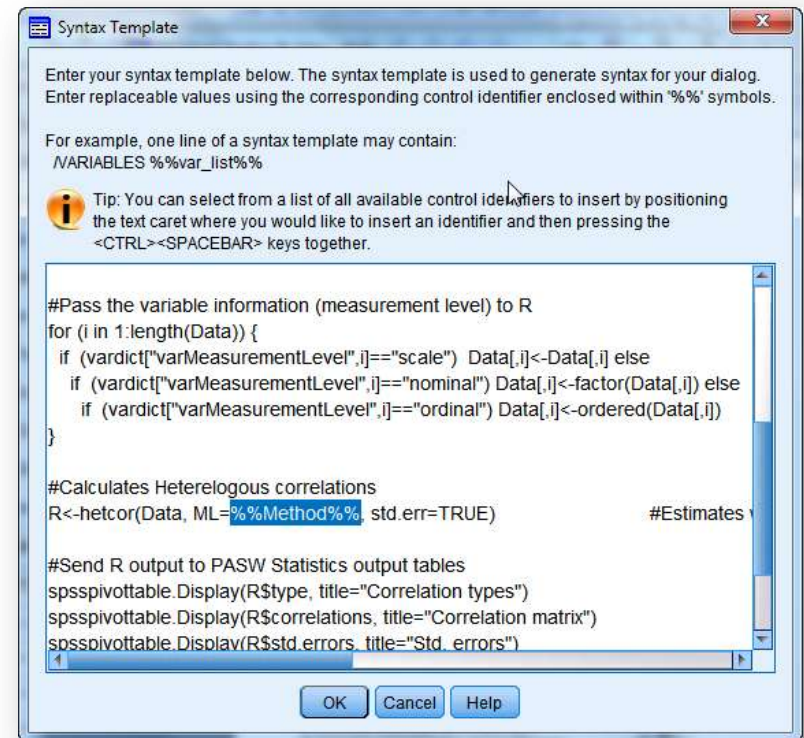 Syntax Template
Enter your syntax template below. The syntax template is used to generate syntax for your dialog.
Enter replaceable values using the corresponding control identifier enclosed within '%%' symbols.
For example, one line of a syntax template may contain:
/VARIABLES %%var_list%%
Tip: You can select from a list of all available control identifiers to insert by positioning
the text caret where you would like to insert an identifier and then pressing the
<CTRL><SPACEBAR> keys together.
#Pass the variable information (measurement level) to R
for (i in 1:length(Data)) {
if (vardict["varMeasurementLevel",i]=="scale") Data[,i]<-Data[,i] else
if (vardict["varMeasurementLevel",i]=="nominal") Data[,i]<-factor(Data[,i]) else
if (vardict["varMeasurementLevel",i]=="ordinal") Data[,i]<-ordered(Data[,i])
}
#Calculates Heterelogous correlations
R<-hetcor(Data, ML=%%Method%%, std.err=TRUE) #Estimates
#Send R output to PASW Statistics output tables
spsspivottable.Display(R$type, title="Correlation types")
spsspivottable.Display(R$correlations, title="Correlation matrix")
spsspivottable.Display(R$std.errors, title="Std. errors")
OK Cancel Help